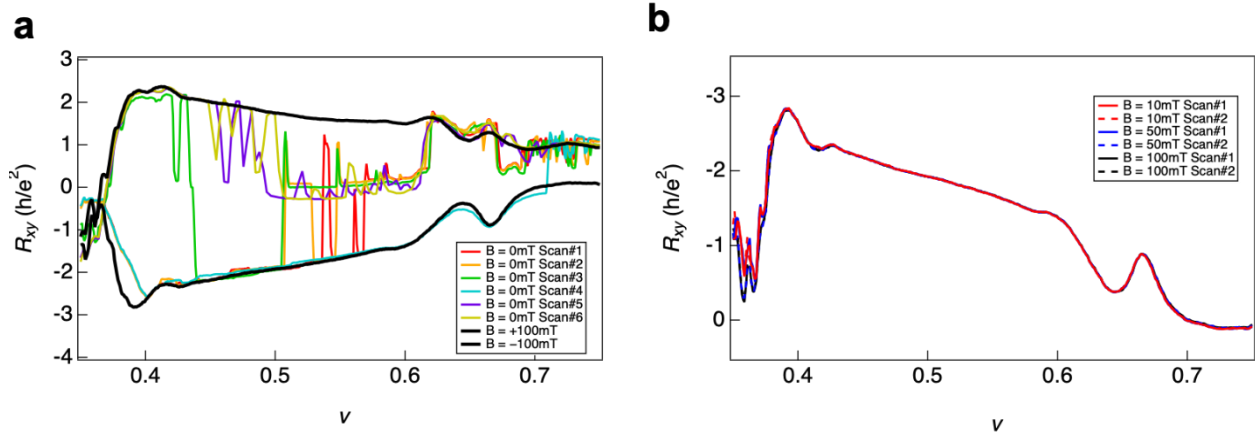 a
3
2
1
0
-1
-2
-3
-4
Rxy (h/e²)
B = 0mT Scan#1
B = 0mT Scan#2
B = 0mT Scan#3
B = 0mT Scan#4
B = 0mT Scan#5
B = 0mT Scan#6
B = +100mT
B = −100mT
0.4 0.5 0.6 0.7
ν
b
-3
-2
-1
0
Rxy (h/e²)
B = 10mT Scan#1
B = 10mT Scan#2
B = 50mT Scan#1
B = 50mT Scan#2
B = 100mT Scan#1
B = 100mT Scan#2
0.4 0.5 0.6 0.7
ν